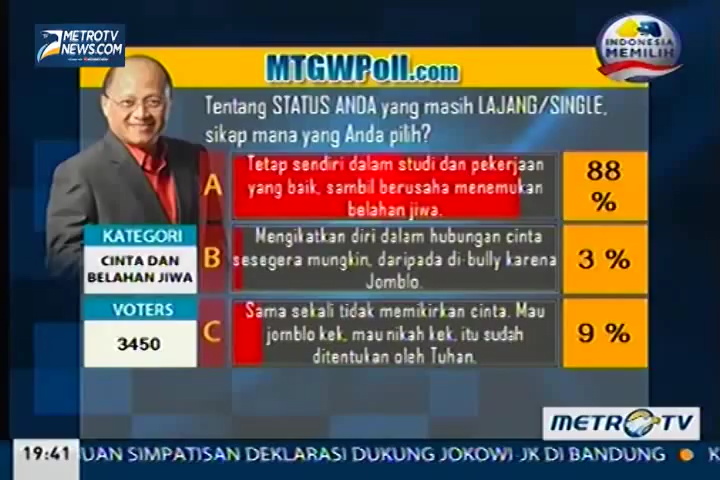 METROTV
NEWS.COM
INDONESIA
MEMILIH
MTGWPoll.com
Tentang STATUS ANDA yang masih LAJANG/SINGLE,
sikap mana yang Anda pilih?
A
Tetap sendiri dalam studi dan pekerjaan
yang baik, sambil berusaha menemukan
belahan jiwa.
88
%
KATEGORI
CINTA DAN
BELAHAN JIWA
B
Mengikatkan diri dalam hubungan cinta
sesegera mungkin, daripada di-bully karena
Jomblo.
3 %
VOTERS
3450
C
Sama sekali tidak memikirkan cinta. Mau
jomblo kek, mau nikah kek, itu sudah
ditentukan oleh Tuhan.
9 %
METRO TV
19:41
UAN SIMPATISAN DEKLARASI DUKUNG JOKOWI-JK DI BANDUNG
K